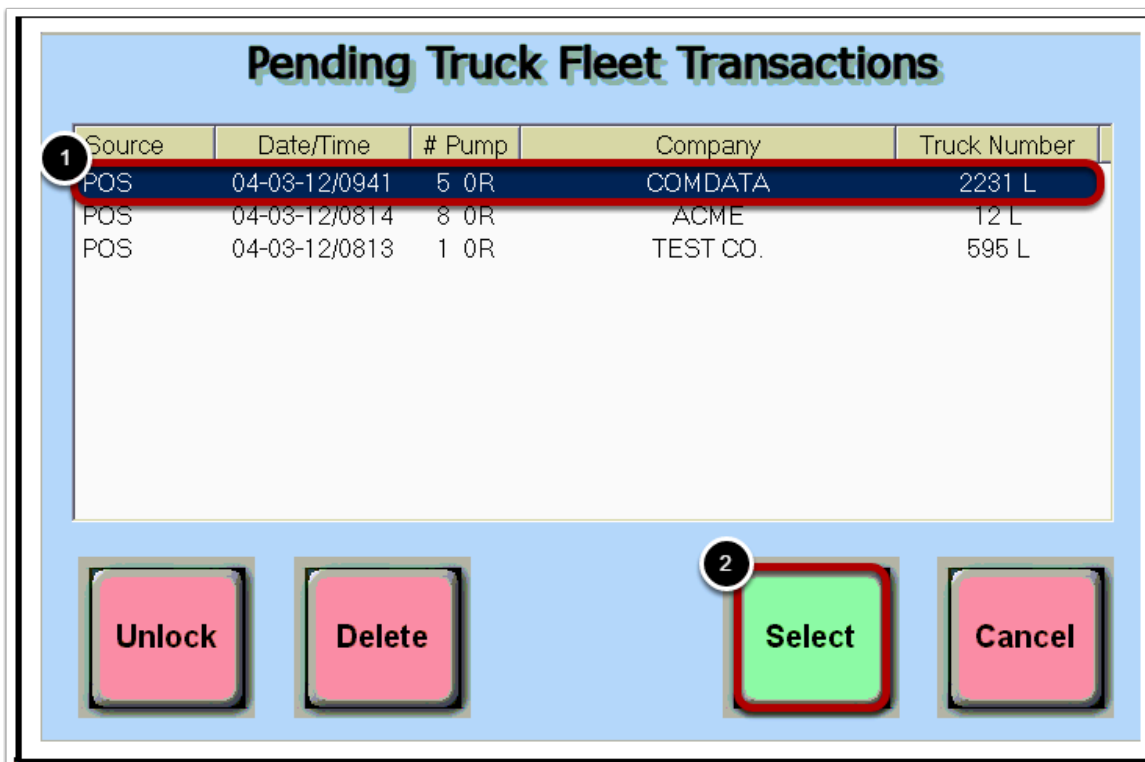 Pending Truck Fleet Transactions
Source Date/Time # Pump Company Truck Number
1
POS 04-03-12/0941 5 0R COMDATA 2231 L
POS 04-03-12/0814 8 0R ACME 12 L
POS 04-03-12/0813 1 0R TEST CO. 595 L
2
Unlock Delete Select Cancel